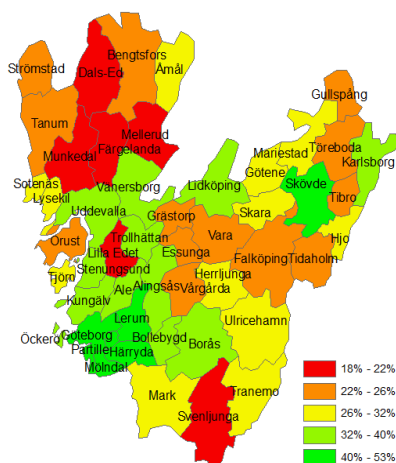 Bengtsfors
Strömstad
Dals-Ed
Åmål
Gullspång
Tanum
Mellerud
Töreboda
Munkedal
Färgelanda
Mariestad
Karlsborg
Götene
Sotenäs
Vänersborg
Lidköping
Skövde
Lysekil
Tibro
Uddevalla
Grästorp
Skara
Hjo
Orust
Trollhättan
Vara
Lilla Edet
Essunga
Falköping
Tidaholm
Stenungsund
Tjörn
Herrljunga
Ale
Alingsås
Vårgårda
Kungälv
Lerum
Ulricehamn
Öckerö
Göteborg
Bollebygd
Borås
Partille
Härryda
Mölndal
Mark
Tranemo
Svenljunga
18% - 22%
22% - 26%
26% - 32%
32% - 40%
40% - 53%